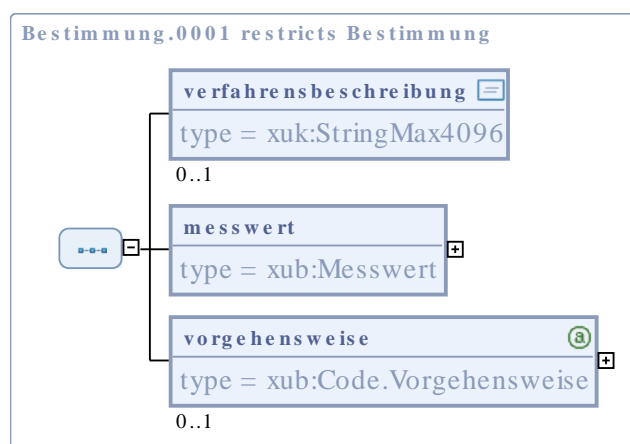 Bestimmung.0001 restricts Bestimmung
verfahrensbeschreibung
type = xuk:StringMax4096
0..1
messwert
type = xub:Messwert
vorgehensweise a
type = xub:Code.Vorgehensweise
0..1